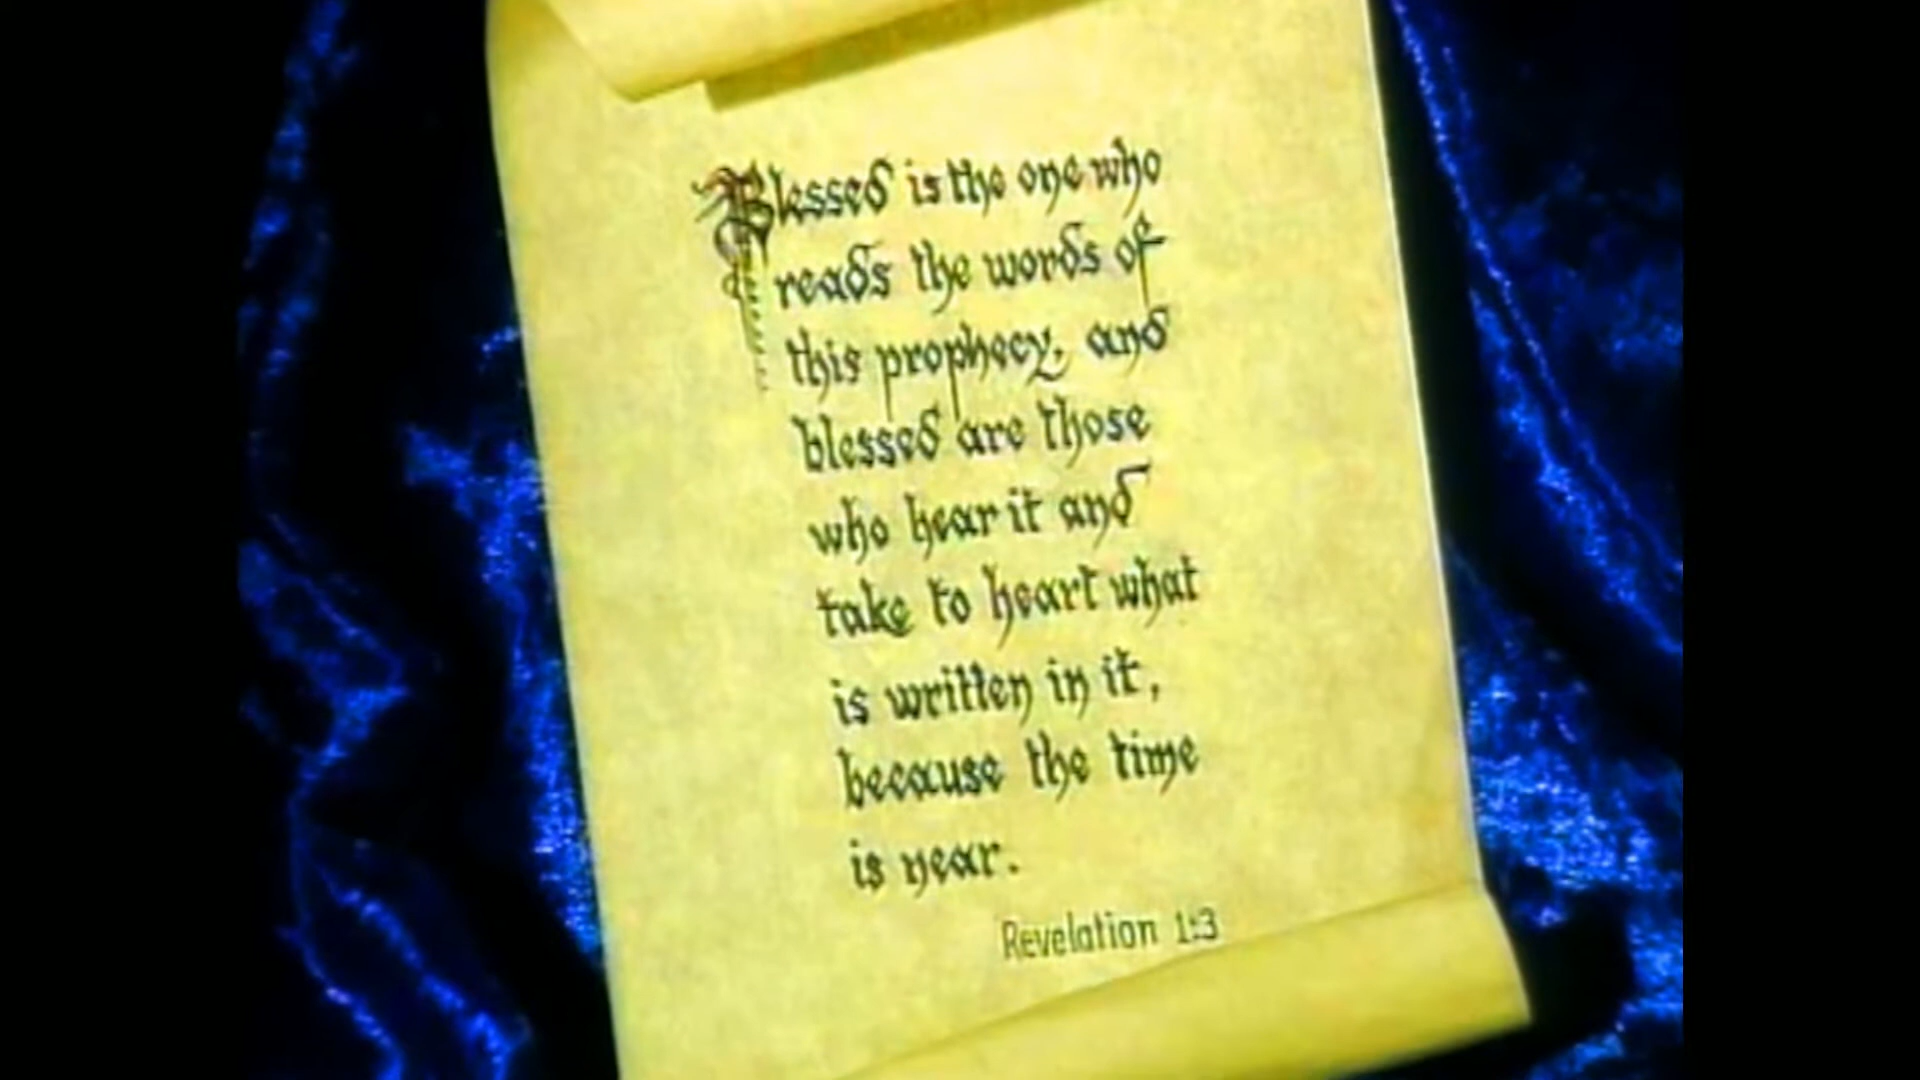 Blessed is the one who
reads the words of
this prophecy, and
blessed are those
who hear it and
take to heart what
is written in it,
because the time
is near.
Revelation 1:3